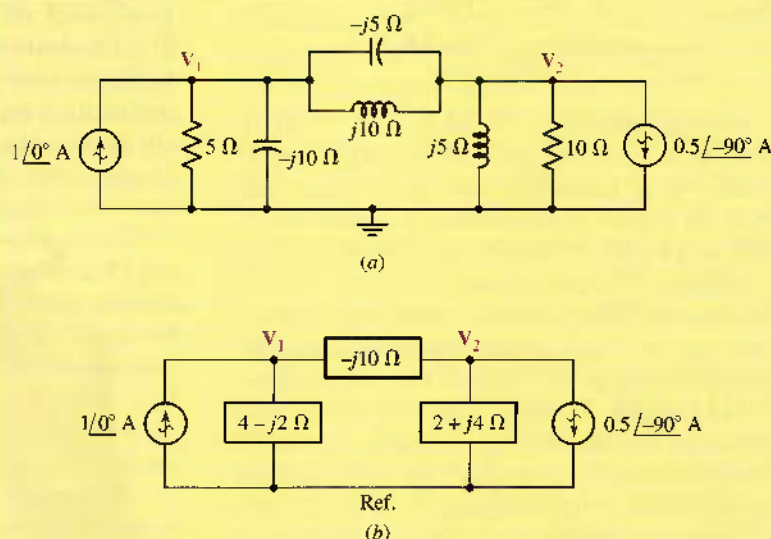 –j5 Ω
V₁
V₂
j10 Ω
1/0° A
5 Ω
–j10 Ω
j5 Ω
10 Ω
0.5/–90° A
(a)
V₁
–j10 Ω
V₂
1/0° A
4 – j2 Ω
2 + j4 Ω
0.5/–90° A
Ref.
(b)